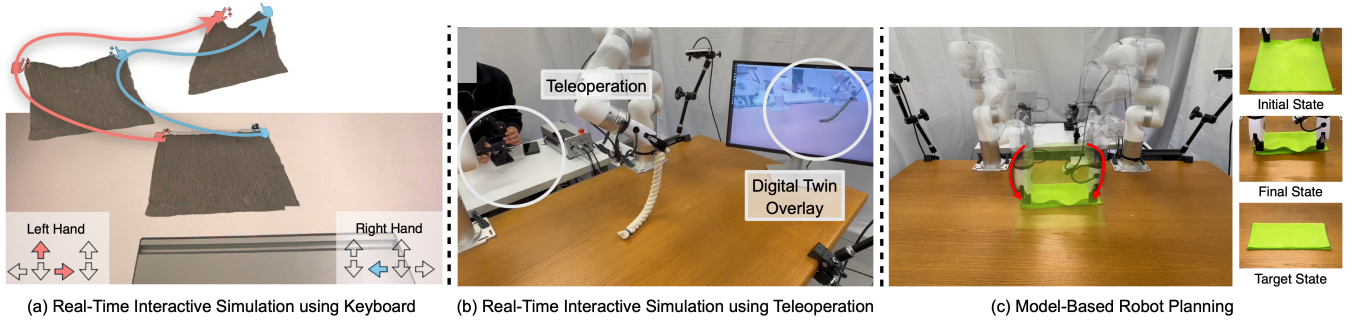 Left Hand
Right Hand
(a) Real-Time Interactive Simulation using Keyboard
Teleoperation
Digital Twin
Overlay
(b) Real-Time Interactive Simulation using Teleoperation
(c) Model-Based Robot Planning
Initial State
Final State
Target State